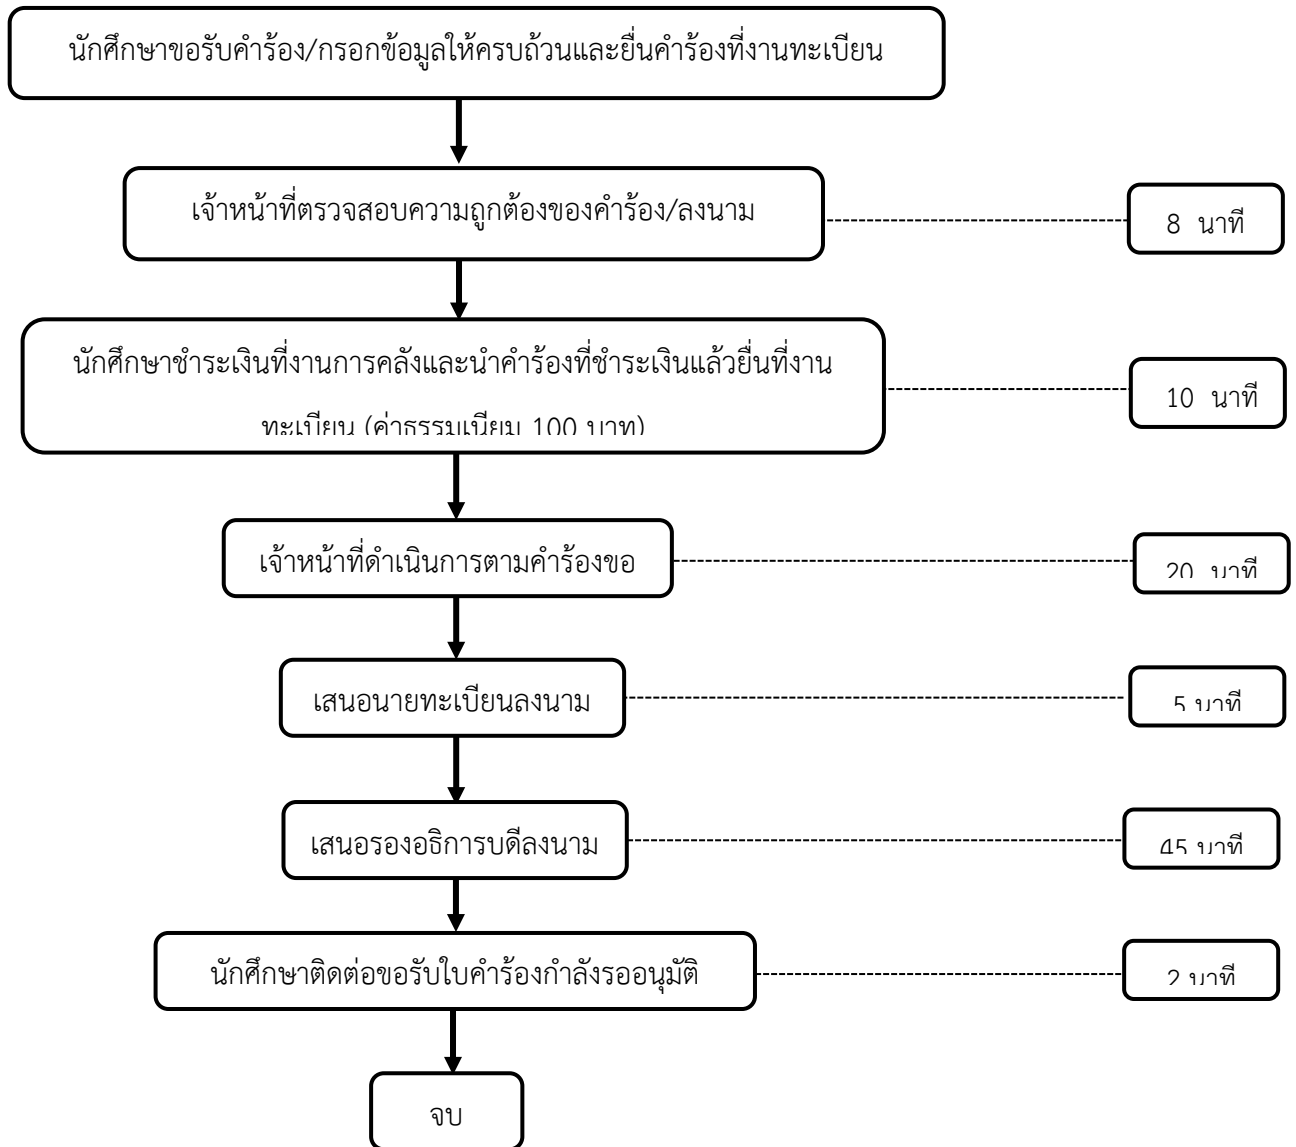 นักศึกษาขอรับคำร้อง/กรอกข้อมูลให้ครบถ้วนและยื่นคำร้องที่งานทะเบียน
เจ้าหน้าที่ตรวจสอบความถูกต้องของคำร้อง/ลงนาม
8 นาที
นักศึกษาชำระเงินที่งานการคลังและนำคำร้องที่ชำระเงินแล้วยื่นที่งาน
ทะเบียน (ค่าธรรมเนียม 100 บาท)
10 นาที
เจ้าหน้าที่ดำเนินการตามคำร้องขอ
20 นาที
เสนอนายทะเบียนลงนาม
5 นาที
เสนอรองอธิการบดีลงนาม
45 นาที
นักศึกษาติดต่อขอรับใบคำร้องกำลังรออนุมัติ
2 นาที
จบ